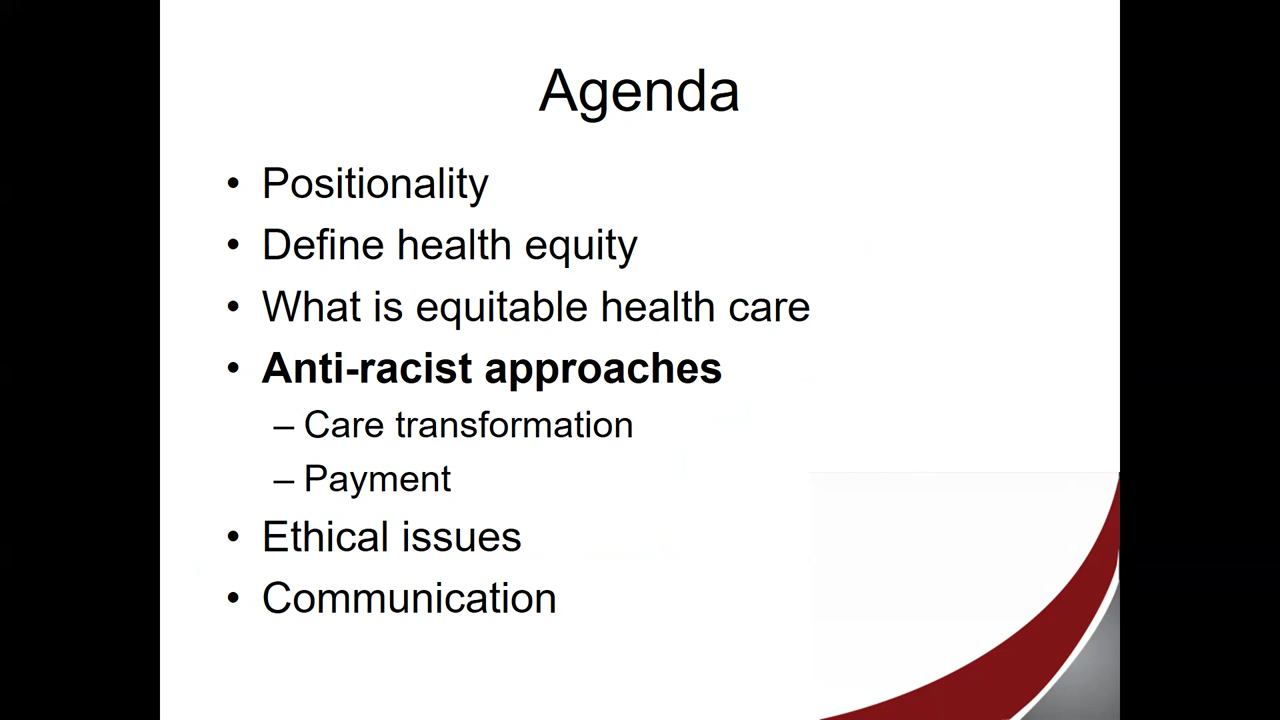 Agenda
• Positionality
• Define health equity
• What is equitable health care
• Anti-racist approaches
– Care transformation
– Payment
• Ethical issues
• Communication